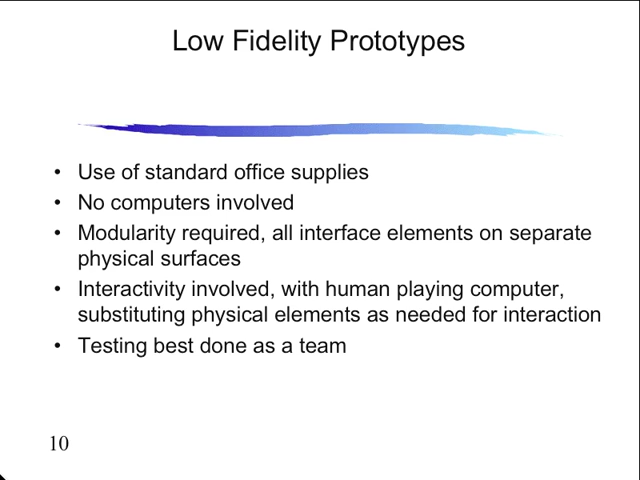 Low Fidelity Prototypes
• Use of standard office supplies
• No computers involved
• Modularity required, all interface elements on separate
physical surfaces
• Interactivity involved, with human playing computer,
substituting physical elements as needed for interaction
• Testing best done as a team
10